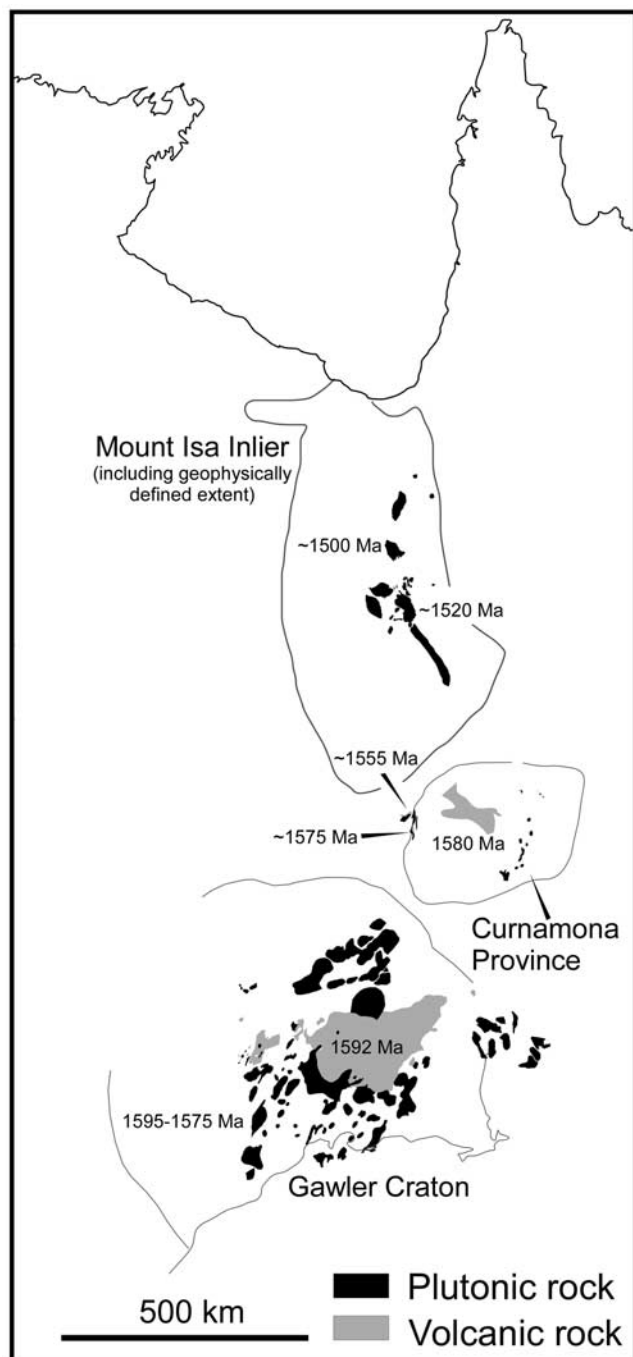 Mount Isa Inlier
(including geophysically
defined extent)
~1500 Ma
~1520 Ma
~1555 Ma
~1575 Ma
1580 Ma
Curnamona
Province
1592 Ma
1595-1575 Ma
Gawler Craton
500 km
Plutonic rock
Volcanic rock